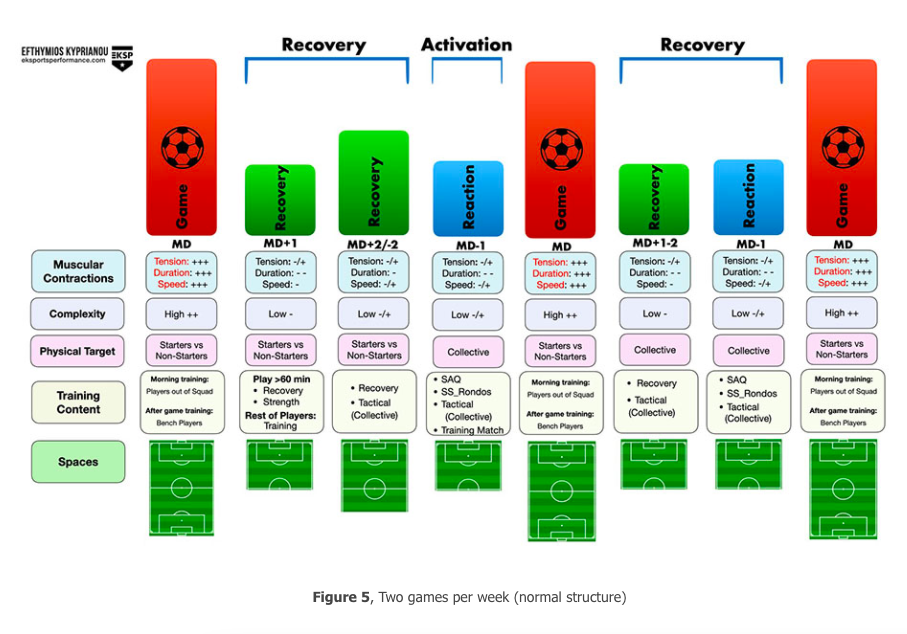 EFTHYMIOS KYPRIANOU
eksportsperformance.com
EKSP
Recovery
Activation
Recovery
Game
Recovery
Recovery
Reaction
Game
Recovery
Reaction
Game
MD
MD+1
MD+2/-2
MD-1
MD
MD+1-2
MD-1
MD
Muscular
Contractions
Tension: +++
Duration: +++
Speed: +++
Tension: -/+
Duration: - -
Speed: -
Tension: -/+
Duration: -
Speed: -/+
Tension: -/+
Duration: - -
Speed: -/+
Tension: +++
Duration: +++
Speed: +++
Tension: -/+
Duration: - -
Speed: -
Tension: -/+
Duration: - -
Speed: -/+
Tension: +++
Duration: +++
Speed: +++
Complexity
High ++
Low -
Low -/+
Low -/+
High ++
Low -
Low -/+
High ++
Physical Target
Starters vs
Non-Starters
Starters vs
Non-Starters
Starters vs
Non-Starters
Collective
Starters vs
Non-Starters
Collective
Collective
Starters vs
Non-Starters
Training
Content
Morning training:
Players out of Squad
After game training:
Bench Players
Play >60 min
• Recovery
• Strength
Rest of Players:
Training
• Recovery
• Tactical
(Collective)
• SAQ
• SS_Rondos
• Tactical
(Collective)
• Training Match
Morning training:
Players out of Squad
After game training:
Bench Players
• Recovery
• Tactical
(Collective)
• SAQ
• SS_Rondos
• Tactical
(Collective)
Morning training:
Players out of Squad
After game training:
Bench Players
Spaces
Figure 5, Two games per week (normal structure)